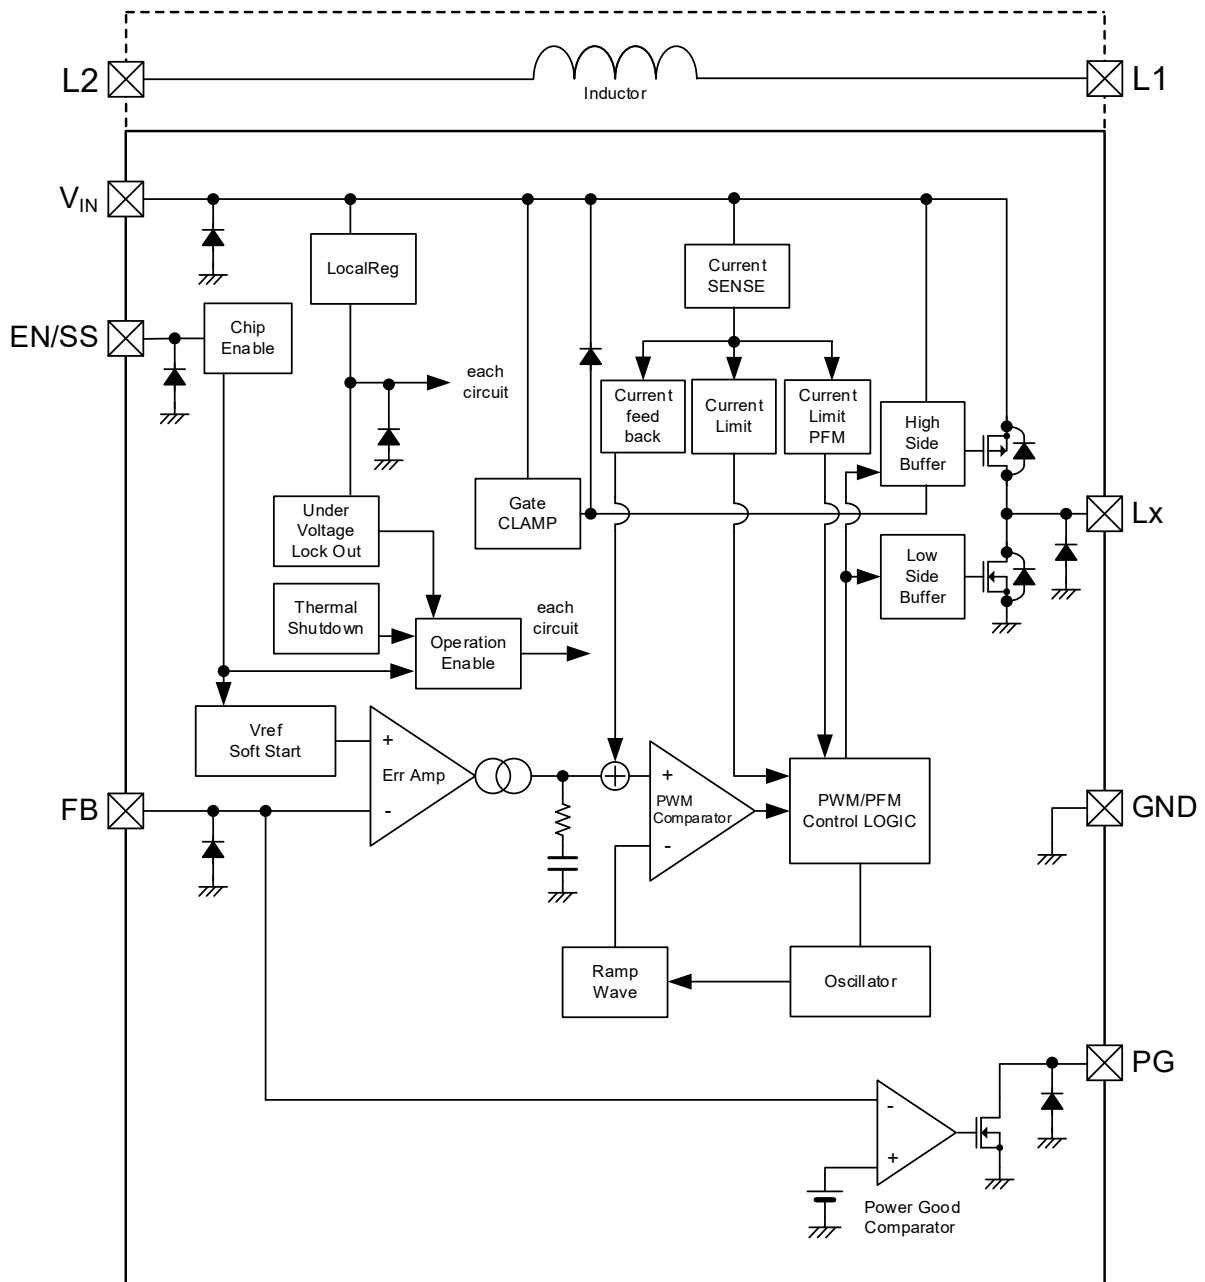 L2
L1
Inductor
VIN
LocalReg
Current
SENSE
EN/SS
Chip
Enable
each
circuit
Current
feed
back
Current
Limit
Current
Limit
PFM
High
Side
Buffer
Under
Voltage
Lock Out
Gate
CLAMP
Lx
Low
Side
Buffer
Thermal
Shutdown
Operation
Enable
each
circuit
Vref
Soft Start
+
Err Amp
-
+
PWM
Comparator
-
PWM/PFM
Control LOGIC
FB
GND
Ramp
Wave
Oscillator
PG
-
+
Power Good
Comparator